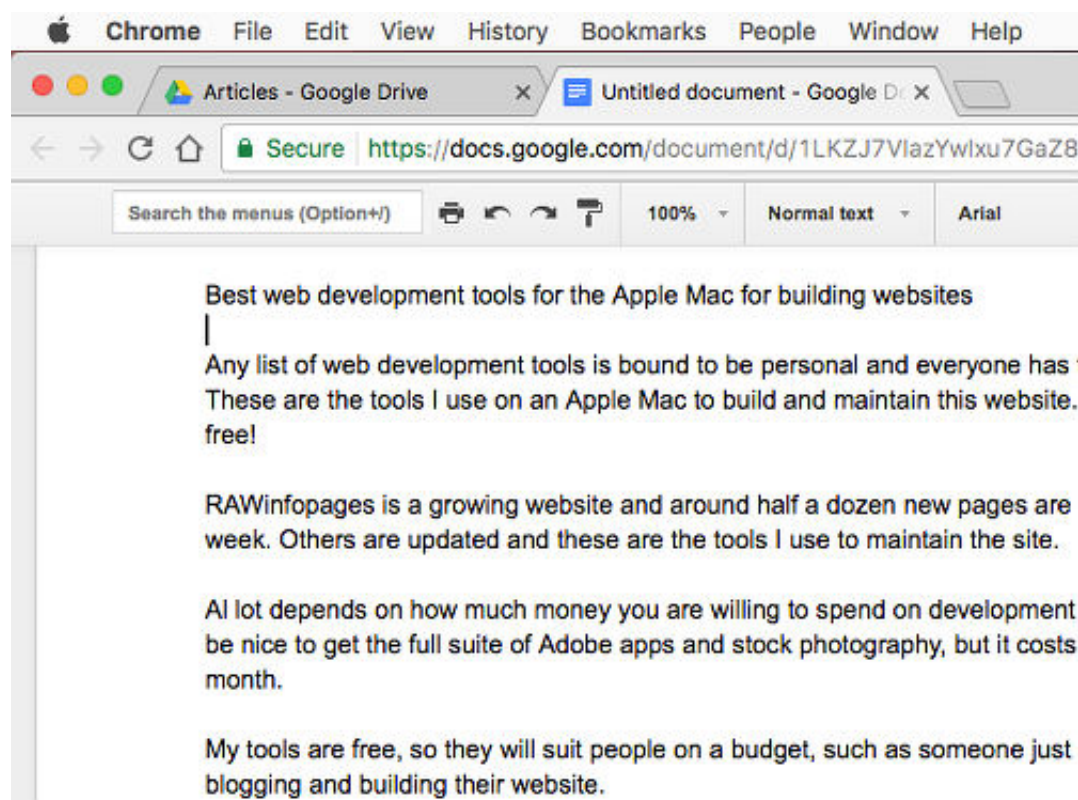 Chrome File Edit View History Bookmarks People Window Help
Articles - Google Drive Untitled document - Google D
Secure https://docs.google.com/document/d/1LKZJ7VlazYwlxu7GaZ8
Search the menus (Option+/) 100% Normal text Arial
Best web development tools for the Apple Mac for building websites
Any list of web development tools is bound to be personal and everyone has
These are the tools I use on an Apple Mac to build and maintain this website.
free!
RAWinfopages is a growing website and around half a dozen new pages are
week. Others are updated and these are the tools I use to maintain the site.
Al lot depends on how much money you are willing to spend on development
be nice to get the full suite of Adobe apps and stock photography, but it costs
month.
My tools are free, so they will suit people on a budget, such as someone just
blogging and building their website.